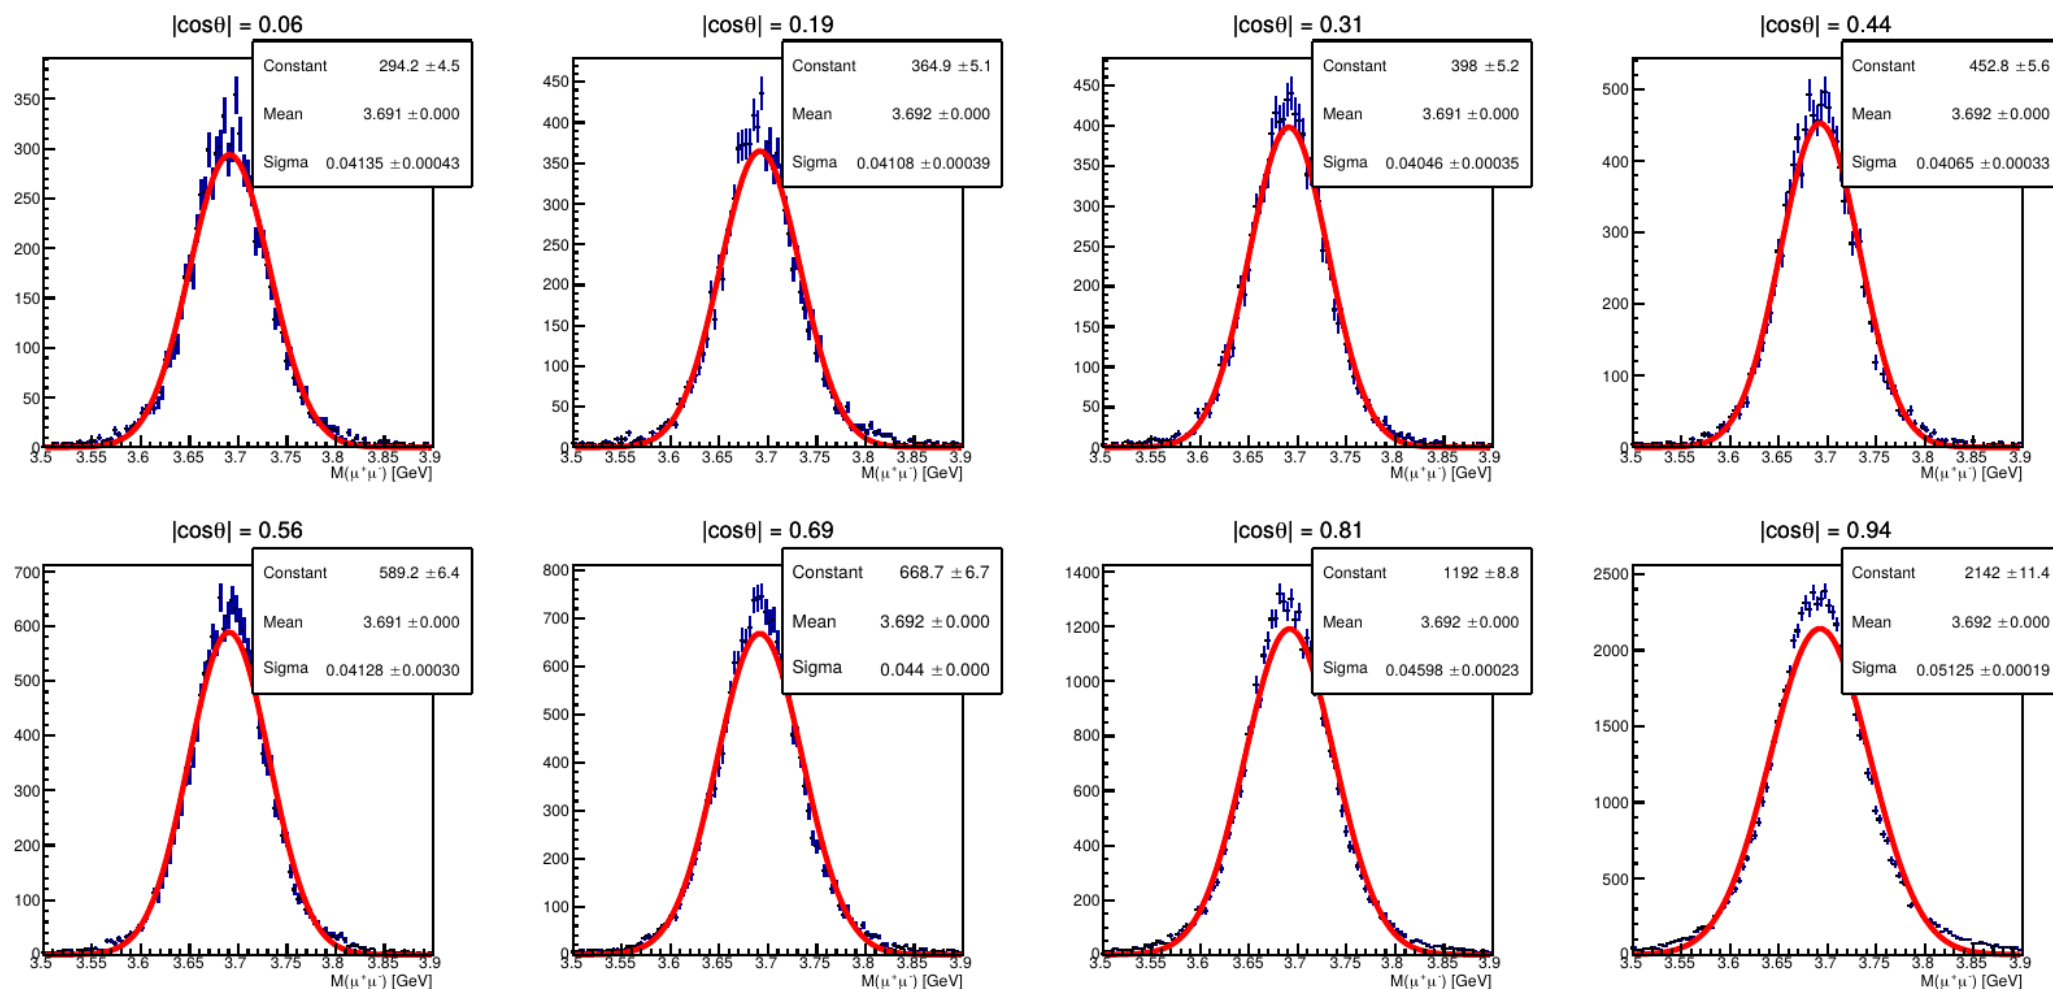 |cosθ| = 0.06
Constant 294.2 ±4.5
Mean 3.691 ±0.000
Sigma 0.04135 ±0.00043
350
300
250
200
150
100
50
0
3.5 3.55 3.6 3.65 3.7 3.75 3.8 3.85 3.9
M(μ⁺μ⁻) [GeV]
|cosθ| = 0.19
Constant 364.9 ±5.1
Mean 3.692 ±0.000
Sigma 0.04108 ±0.00039
450
400
350
300
250
200
150
100
50
0
3.5 3.55 3.6 3.65 3.7 3.75 3.8 3.85 3.9
M(μ⁺μ⁻) [GeV]
|cosθ| = 0.31
Constant 398 ±5.2
Mean 3.691 ±0.000
Sigma 0.04046 ±0.00035
450
400
350
300
250
200
150
100
50
0
3.5 3.55 3.6 3.65 3.7 3.75 3.8 3.85 3.9
M(μ⁺μ⁻) [GeV]
|cosθ| = 0.44
Constant 452.8 ±5.6
Mean 3.692 ±0.000
Sigma 0.04065 ±0.00033
500
400
300
200
100
0
3.5 3.55 3.6 3.65 3.7 3.75 3.8 3.85 3.9
M(μ⁺μ⁻) [GeV]
|cosθ| = 0.56
Constant 589.2 ±6.4
Mean 3.691 ±0.000
Sigma 0.04128 ±0.00030
700
600
500
400
300
200
100
0
3.5 3.55 3.6 3.65 3.7 3.75 3.8 3.85 3.9
M(μ⁺μ⁻) [GeV]
|cosθ| = 0.69
Constant 668.7 ±6.7
Mean 3.692 ±0.000
Sigma 0.044 ±0.000
800
700
600
500
400
300
200
100
0
3.5 3.55 3.6 3.65 3.7 3.75 3.8 3.85 3.9
M(μ⁺μ⁻) [GeV]
|cosθ| = 0.81
Constant 1192 ±8.8
Mean 3.692 ±0.000
Sigma 0.04598 ±0.00023
1400
1200
1000
800
600
400
200
0
3.5 3.55 3.6 3.65 3.7 3.75 3.8 3.85 3.9
M(μ⁺μ⁻) [GeV]
|cosθ| = 0.94
Constant 2142 ±11.4
Mean 3.692 ±0.000
Sigma 0.05125 ±0.00019
2500
2000
1500
1000
500
0
3.5 3.55 3.6 3.65 3.7 3.75 3.8 3.85 3.9
M(μ⁺μ⁻) [GeV]